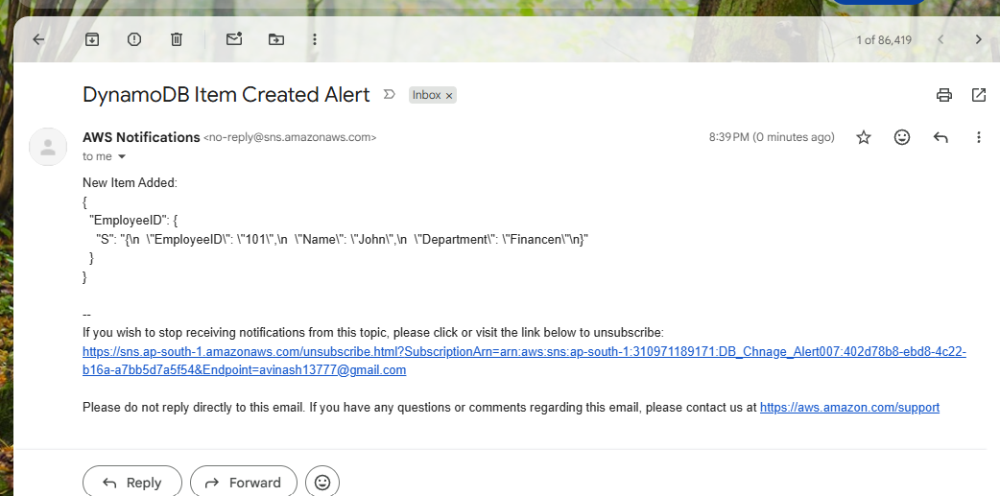 1 of 86,419
DynamoDB Item Created Alert Inbox ×
AWS Notifications <no-reply@sns.amazonaws.com> 8:39 PM (0 minutes ago)
to me
New Item Added:
{
"EmployeeID": {
"S": "{\n \"EmployeeID\": \"101\",\n \"Name\": \"John\",\n \"Department\": \"Financen\"\n}"
}
}
--
If you wish to stop receiving notifications from this topic, please click or visit the link below to unsubscribe:
https://sns.ap-south-1.amazonaws.com/unsubscribe.html?SubscriptionArn=arn:aws:sns:ap-south-1:310971189171:DB_Chnage_Alert007:402d78b8-ebd8-4c22-
b16a-a7bb5d7a5f54&Endpoint=avinash13777@gmail.com
Please do not reply directly to this email. If you have any questions or comments regarding this email, please contact us at https://aws.amazon.com/support
Reply Forward